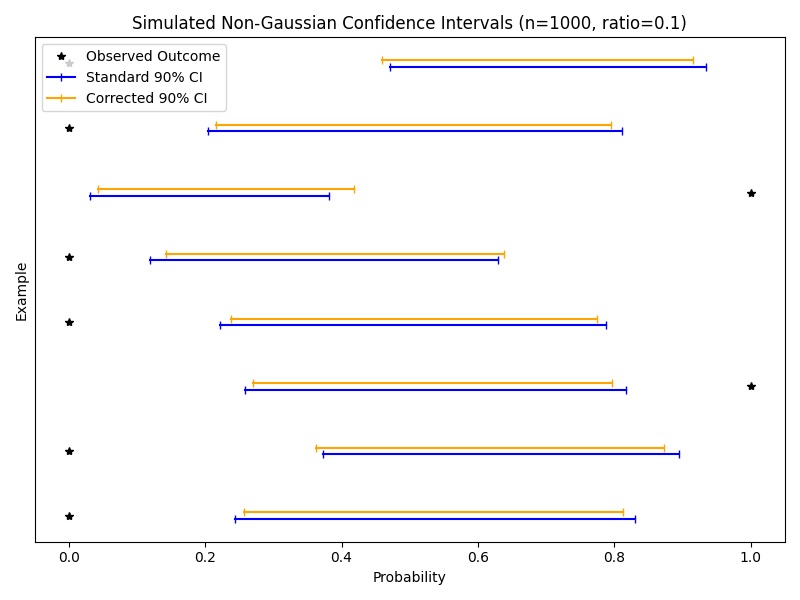 Simulated Non-Gaussian Confidence Intervals (n=1000, ratio=0.1)
Observed Outcome
Standard 90% CI
Corrected 90% CI
Example
0.0 0.2 0.4 0.6 0.8 1.0
Probability